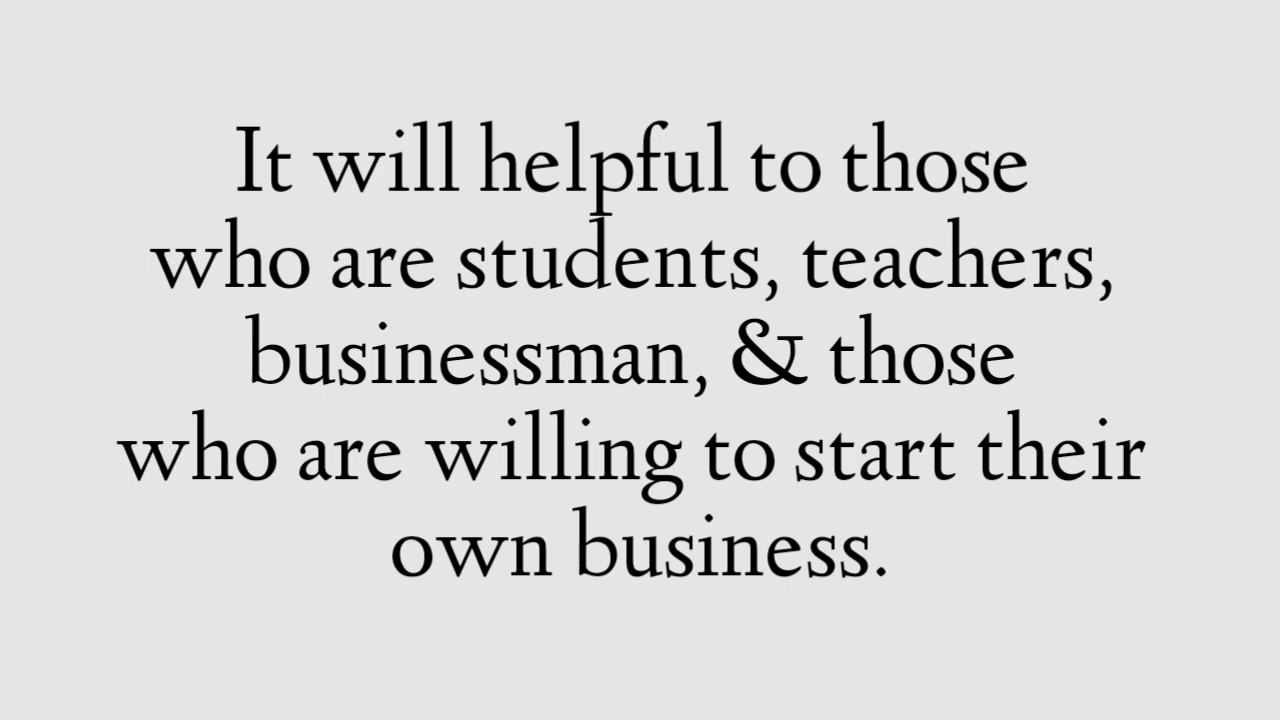 It will helpful to those
who are students, teachers,
businessman, & those
who are willing to start their
own business.